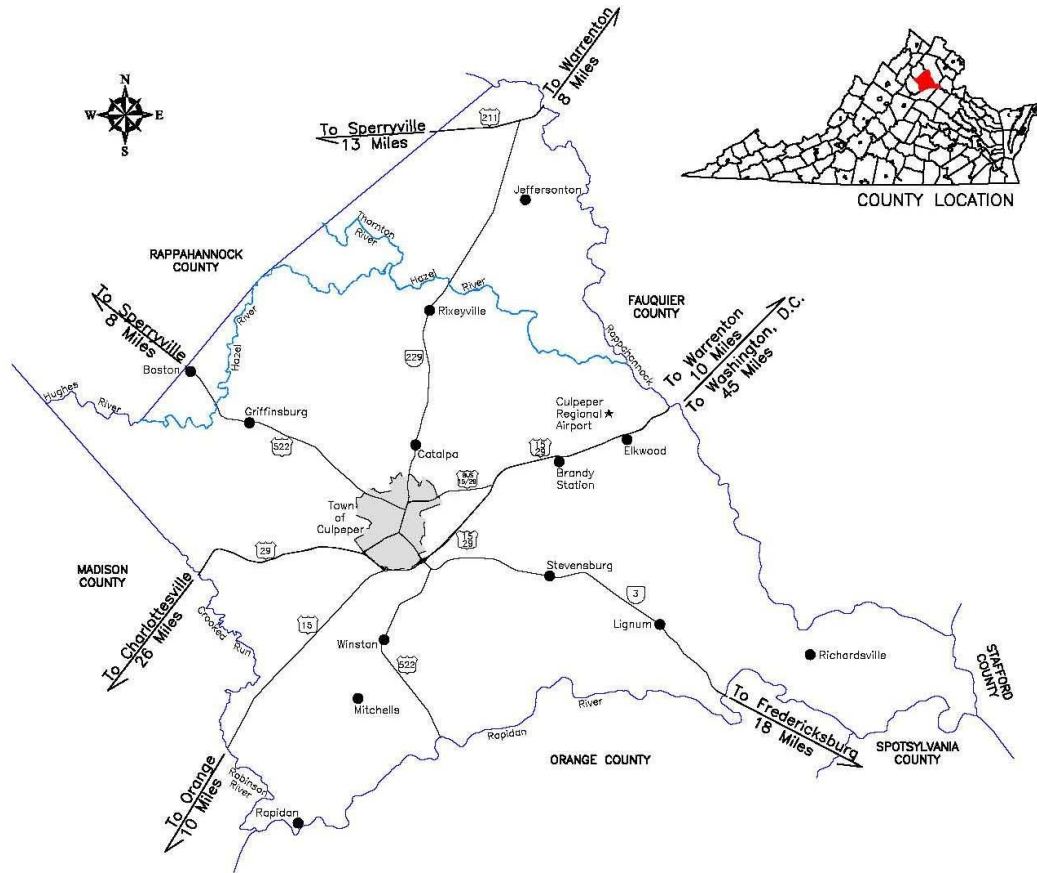 N
W E
S
To Warrenton
8 Miles
211
To Sperryville
13 Miles
COUNTY LOCATION
Jeffersonton
Thornton
River
RAPPAHANNOCK
COUNTY
Hazel
River
FAUQUIER
COUNTY
To Sperryville
8 Miles
Hazel
River
Rixeyville
Rappahannock
To Warrenton
10 Miles
To Washington, D.C.
45 Miles
Boston
229
Hughes
River
Griffinsburg
Culpeper
Regional
Airport
522
Catalpa
15
29
Elkwood
Brandy
Station
BUS
15/29
Town
of
Culpeper
15
29
29
MADISON
COUNTY
Stevensburg
3
To Charlottesville
26 Miles
Crooked Run
15
Lignum
Winston
522
Richardsville
STAFFORD
COUNTY
Mitchells
To Fredericksburg
18 Miles
Rapidan
River
ORANGE COUNTY
SPOTSYLVANIA
COUNTY
To Orange
10 Miles
Robinson
River
Rapidan